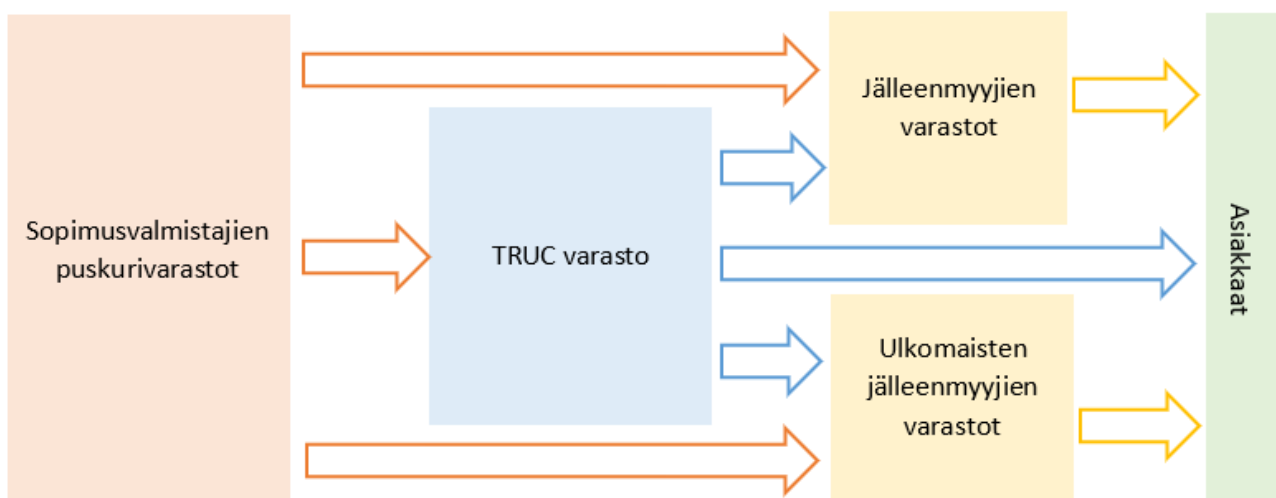 Sopimusvalmistajien
puskurivarastot
TRUC varasto
Jälleenmyyjien
varastot
Ulkomaisten
jälleenmyyjien
varastot
Asiakkaat